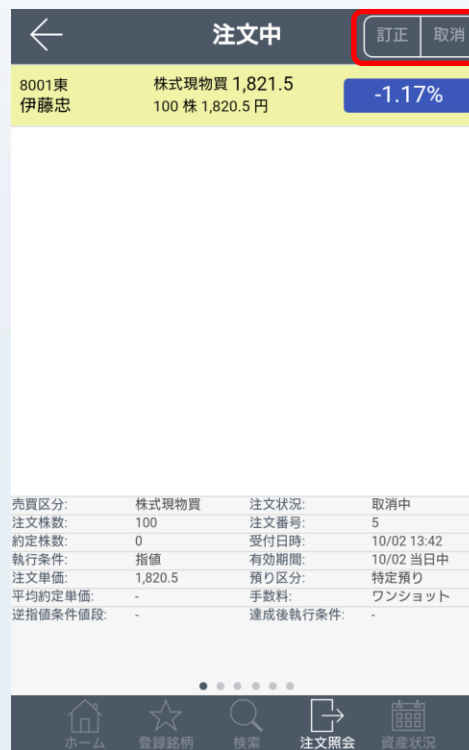 注文中 訂正 取消
8001東 株式現物買 1,821.5
伊藤忠 100 株 1,820.5 円 -1.17%
売買区分: 株式現物買 注文状況: 取消中
注文株数: 100 注文番号: 5
約定株数: 0 受付日時: 10/02 13:42
執行条件: 指値 有効期間: 10/02 当日中
注文単価: 1,820.5 預り区分: 特定預り
平均約定単価: - 手数料: ワンショット
逆指値条件値段: - 達成後執行条件: -
ホーム 登録銘柄 検索 注文照会 資産状況